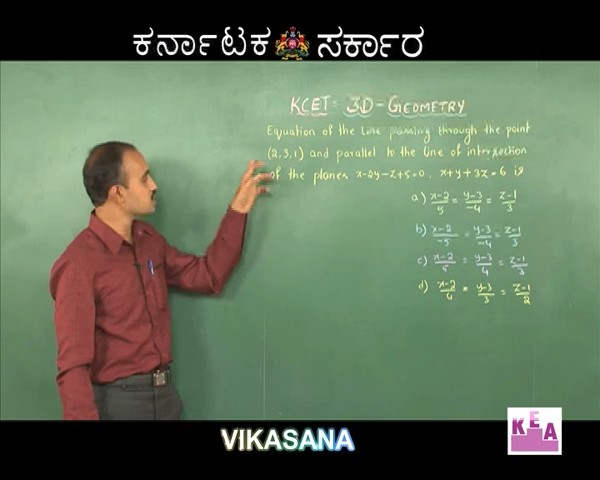 ಕರ್ನಾಟಕ ಸರ್ಕಾರ
KCET- 3D-GEOMETRY
Equation of the line passing through the point
(2,3,1) and parallel to the line of intersection
of the planes x-2y-z+5=0, x+y+3z=6 is
a) x-2/5 = y-3/-4 = z-1/3
b) x-2/-5 = y-3/-4 = z-1/3
c) x-2/5 = y-3/4 = z-1/3
d) x-2/4 = y-3/3 = z-1/2
KEA
VIKASANA